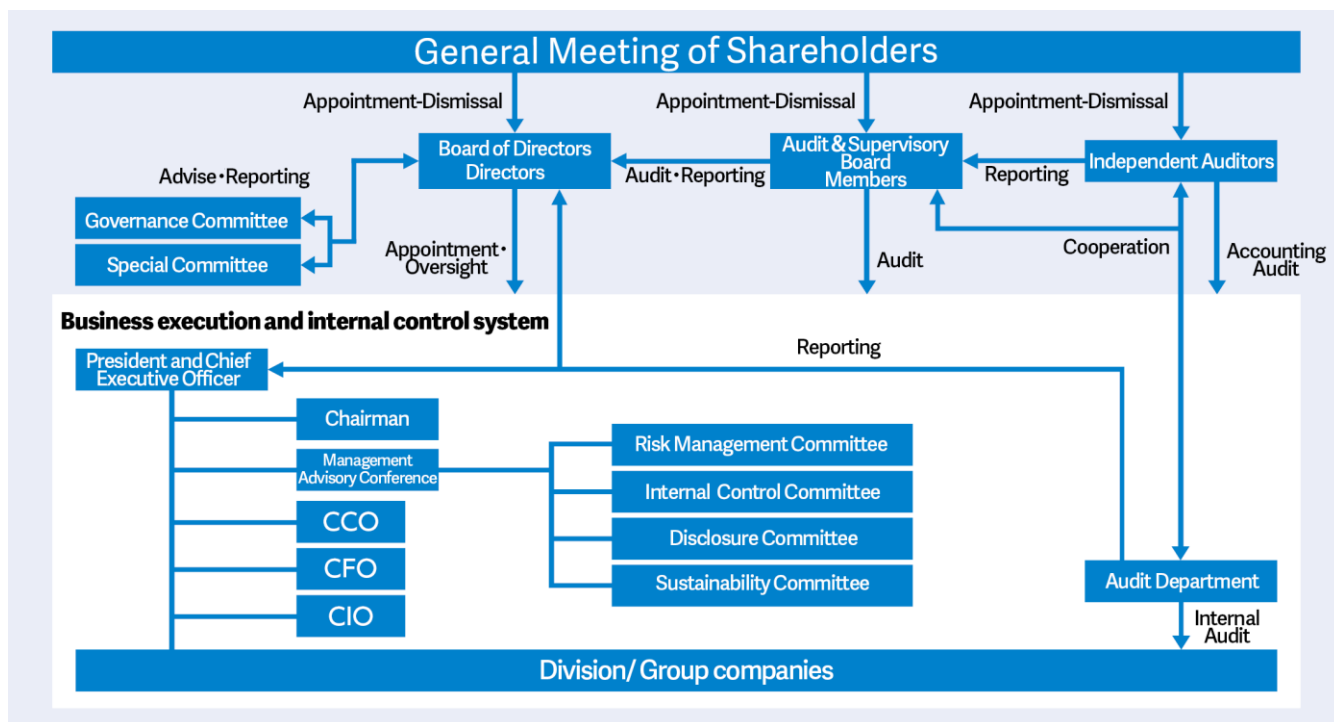 General Meeting of Shareholders
Appointment-Dismissal
Appointment-Dismissal
Appointment-Dismissal
Board of Directors
Directors
Audit & Supervisory
Board
Members
Independent Auditors
Advise・Reporting
Audit・Reporting
Reporting
Governance Committee
Special Committee
Appointment・
Oversight
Audit
Cooperation
Accounting
Audit
Business execution and internal control system
Reporting
President and Chief
Executive Officer
Chairman
Management
Advisory Conference
CCO
CFO
CIO
Risk Management Committee
Internal Control Committee
Disclosure Committee
Sustainability Committee
Audit Department
Internal
Audit
Division/ Group companies